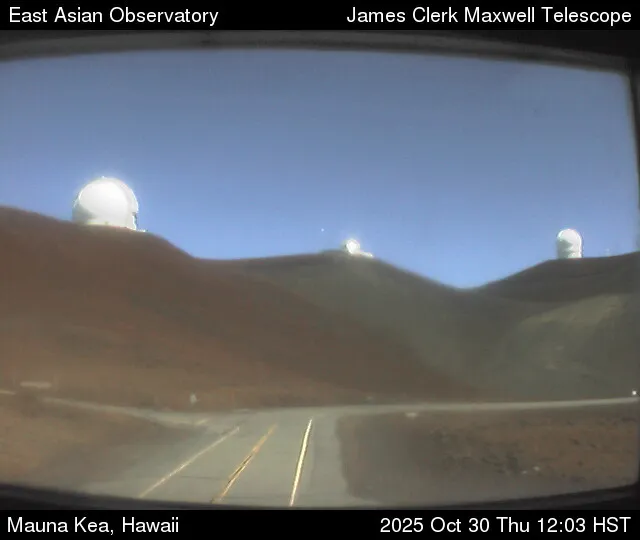 East Asian Observatory
James Clerk Maxwell Telescope
Mauna Kea, Hawaii
2025 Oct 30 Thu 12:03 HST